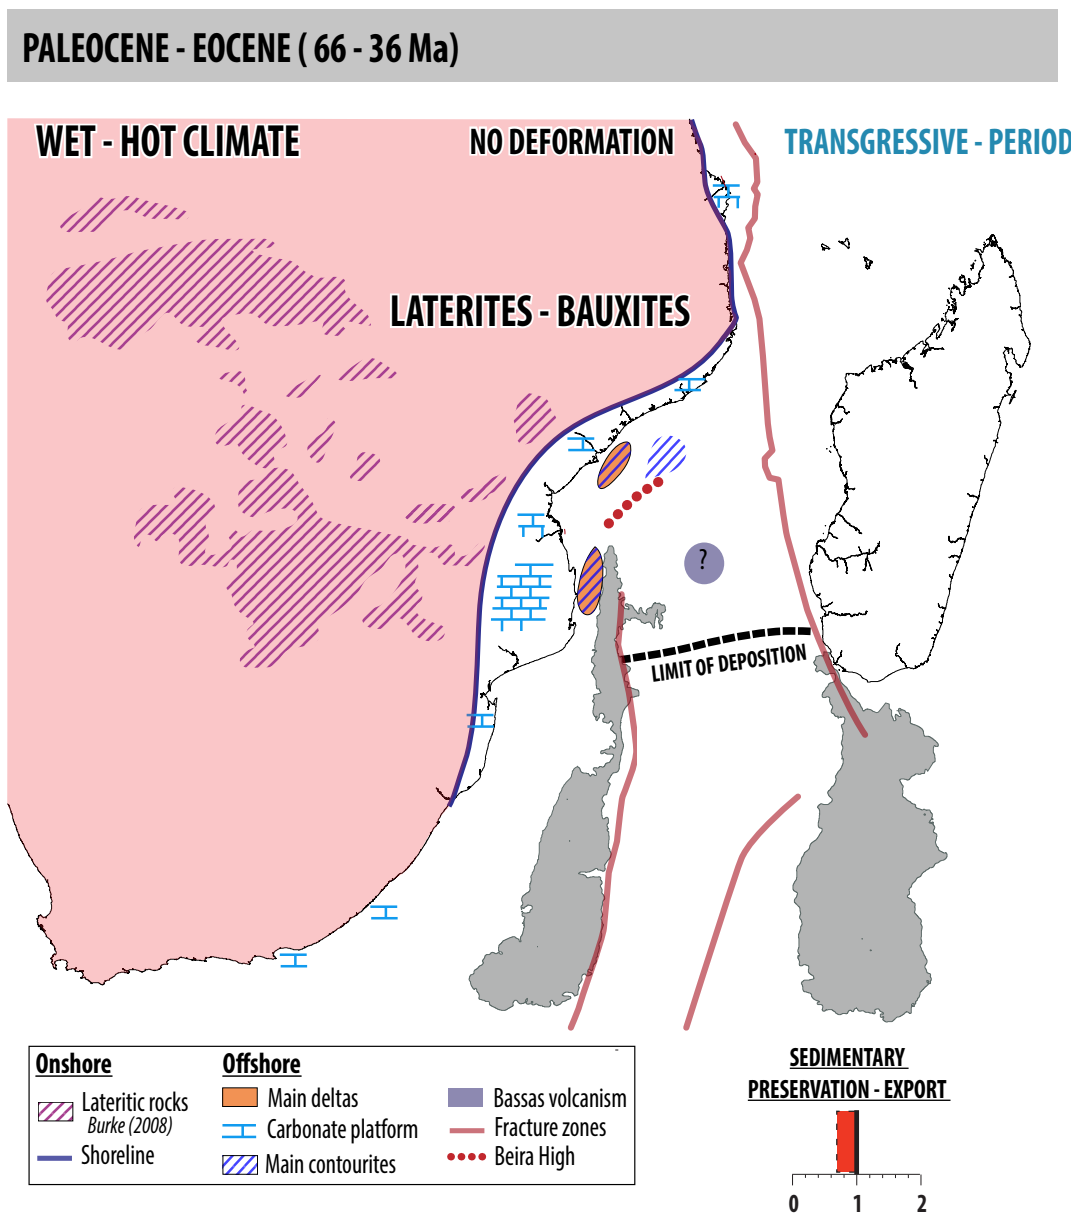 PALEOCENE - EOCENE ( 66 - 36 Ma)
WET - HOT CLIMATE
NO DEFORMATION
TRANSGRESSIVE - PERIOD
LATERITES - BAUXITES
?
LIMIT OF DEPOSITION
Onshore
Lateritic rocks
Burke (2008)
Shoreline
Offshore
Main deltas
Carbonate platform
Main contourites
Bassas volcanism
Fracture zones
Beira High
SEDIMENTARY
PRESERVATION - EXPORT
0 1 2